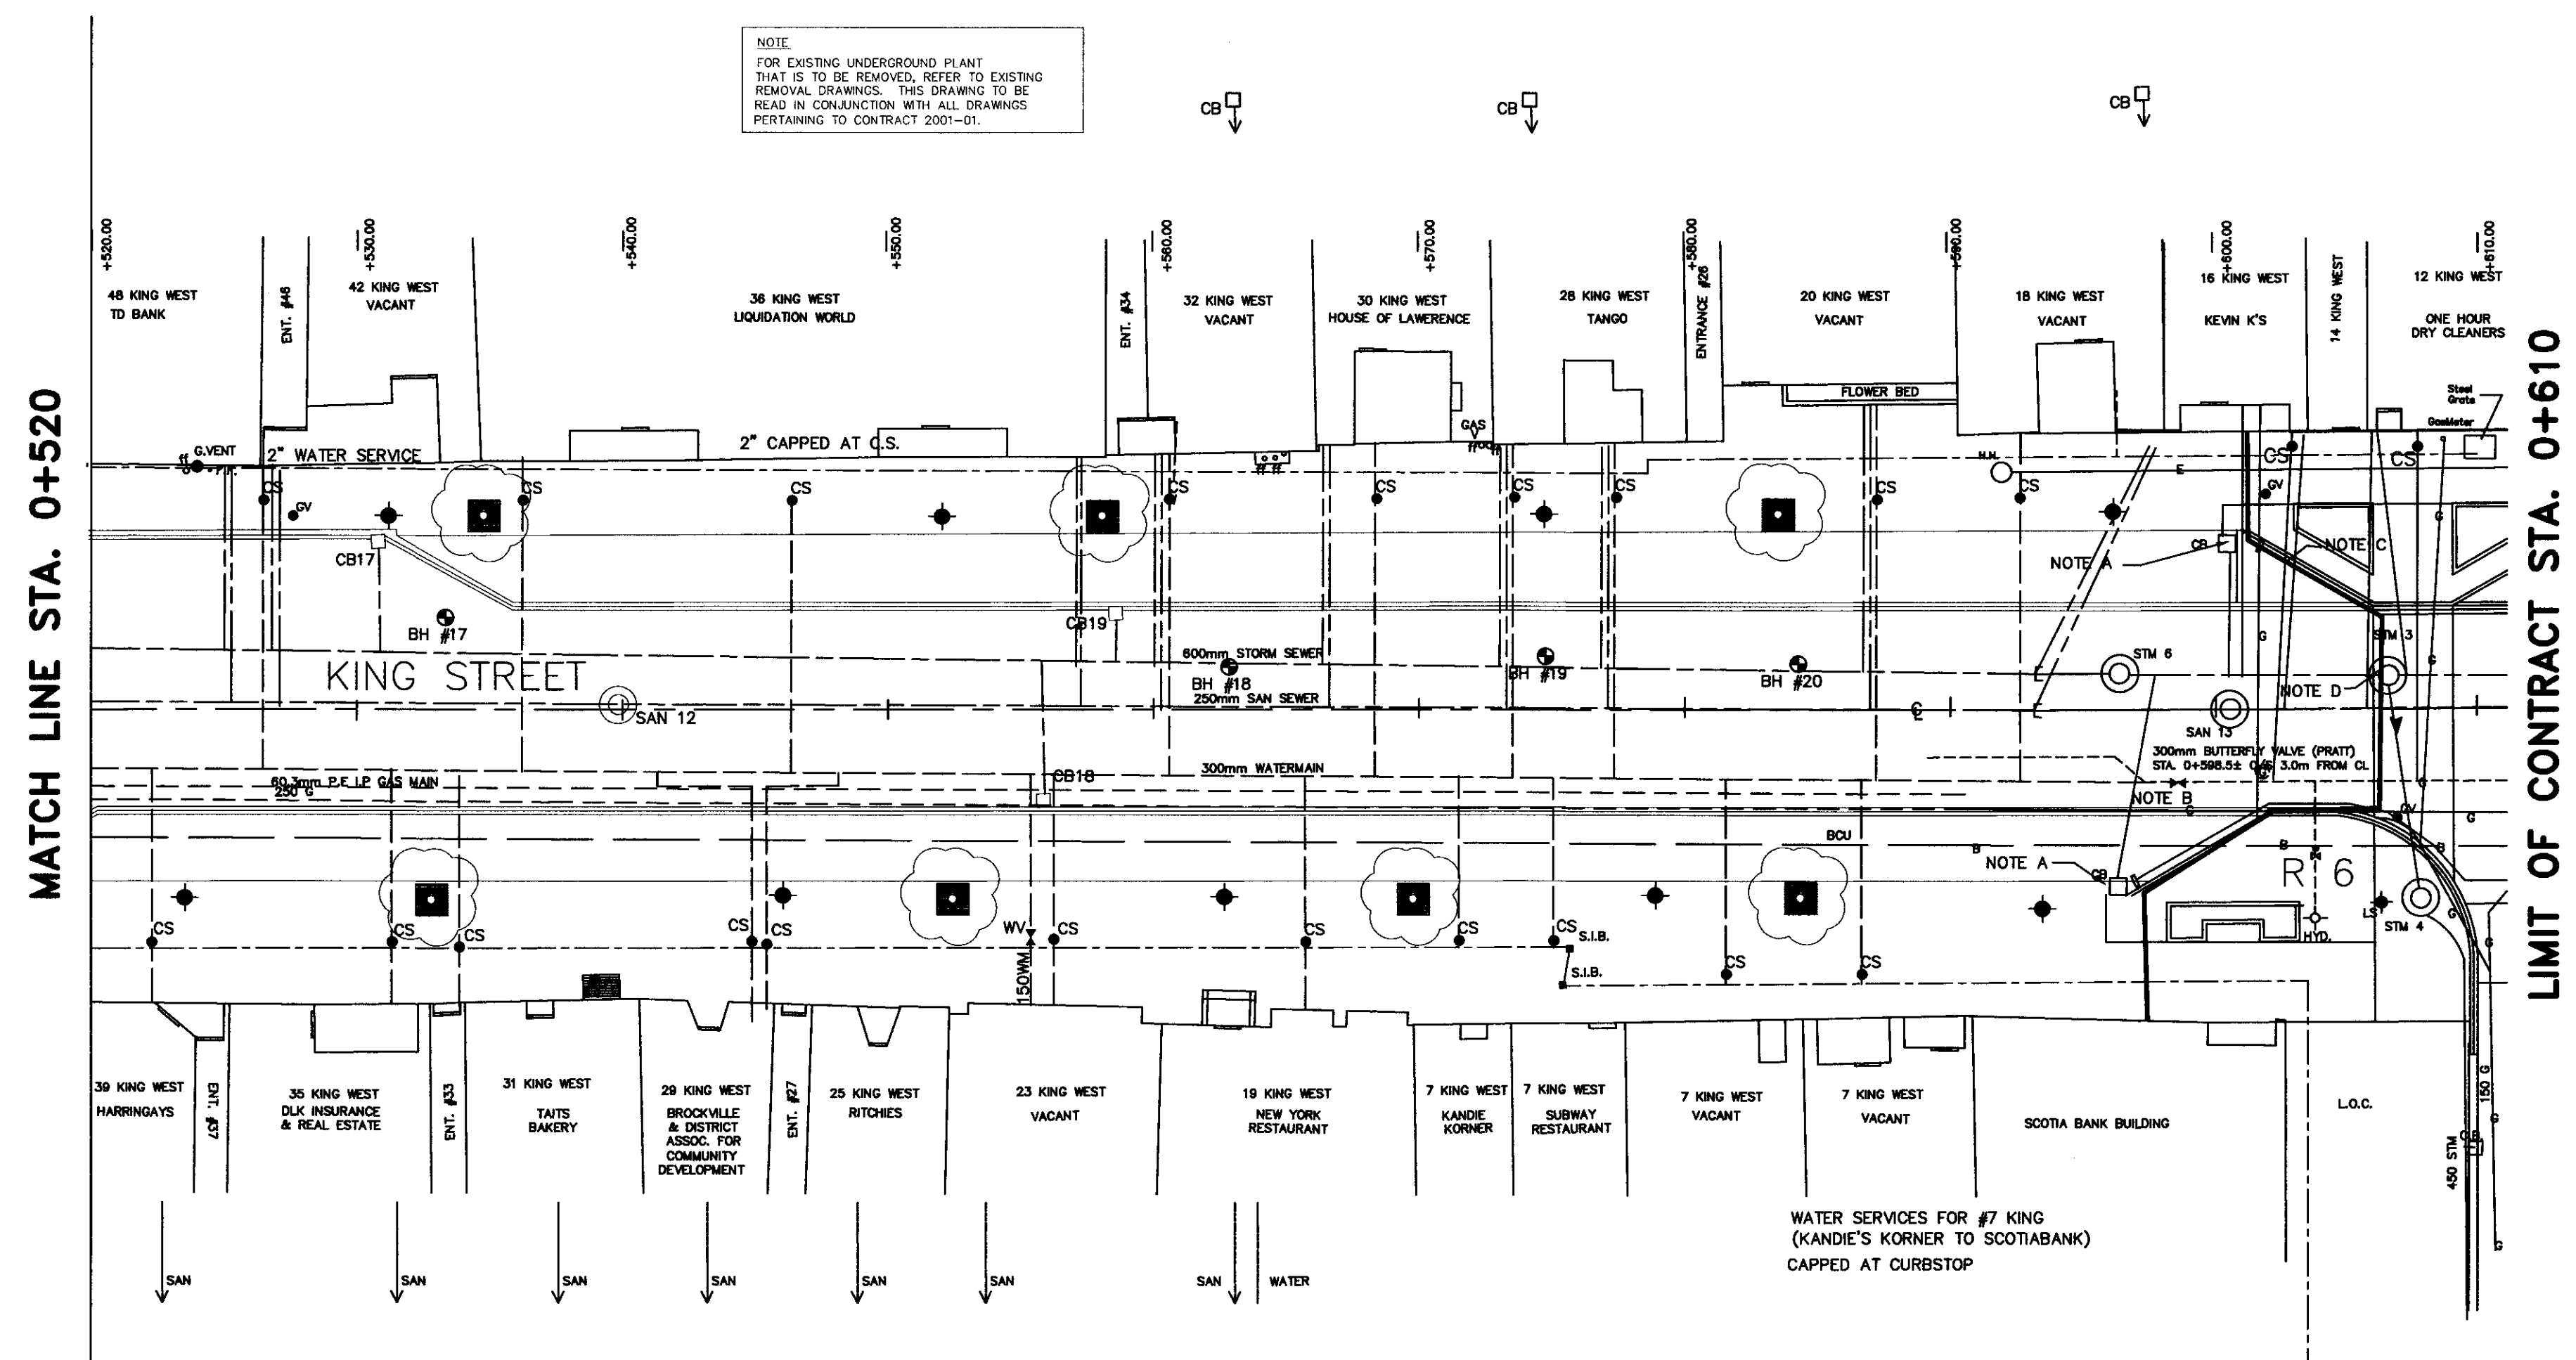 NOTE
FOR EXISTING UNDERGROUND PLANT
THAT IS TO BE REMOVED, REFER TO EXISTING
REMOVAL DRAWINGS. THIS DRAWING TO BE
READ IN CONJUNCTION WITH ALL DRAWINGS
PERTAINING TO CONTRACT 2001-01.
CB
CB
CB
MATCH LINE STA. 0+520
LIMIT OF CONTRACT STA. 0+610
+520.00
+530.00
+540.00
+550.00
+560.00
+570.00
+580.00
+590.00
+600.00
+610.00
48 KING WEST
TD BANK
ENT. #46
42 KING WEST
VACANT
36 KING WEST
LIQUIDATION WORLD
ENT. #34
32 KING WEST
VACANT
30 KING WEST
HOUSE OF LAWERENCE
28 KING WEST
TANGO
ENTRANCE #26
20 KING WEST
VACANT
18 KING WEST
VACANT
16 KING WEST
KEVIN K'S
14 KING WEST
12 KING WEST
ONE HOUR
DRY CLEANERS
FLOWER BED
Steel
Grate
GasMeter
G.VENT
2" WATER SERVICE
2" CAPPED AT C.S.
GAS
M.H.
E
CS
GV
CS
CS
CS
CS
CS
CS
CS
CS
CS
GV
CS
G
CB17
CB
NOTE A
NOTE C
BH #17
CB19
G
STM 3
KING STREET
600mm STORM SEWER
BH #18
BH #19
BH #20
STM 6
G
NOTE D
250mm SAN SEWER
SAN 12
SAN 13
300mm BUTTERFLY VALVE (PRATT)
STA. 0+598.5± O/S 3.0m FROM CL
60.3mm P.E I.P GAS MAIN
250 G
300mm WATERMAIN
CB18
NOTE B
G
G
GV
G
BCU
B
B
B
NOTE A
CB
R 6
LS
G
STM 4
HYD.
CS
CS
CS
CS
CS
WV
CS
CS
CS
CS
S.I.B.
S.I.B.
CS
CS
G
150WM
39 KING WEST
HARRINGAYS
ENT. #37
35 KING WEST
DLK INSURANCE
& REAL ESTATE
ENT. #33
31 KING WEST
TAITS
BAKERY
29 KING WEST
BROCKVILLE
& DISTRICT
ASSOC. FOR
COMMUNITY
DEVELOPMENT
ENT. #27
25 KING WEST
RITCHIES
23 KING WEST
VACANT
19 KING WEST
NEW YORK
RESTAURANT
7 KING WEST
KANDIE
KORNER
7 KING WEST
SUBWAY
RESTAURANT
7 KING WEST
VACANT
7 KING WEST
VACANT
SCOTIA BANK BUILDING
L.O.C.
150 G
G
C.B.
450 STM
G
WATER SERVICES FOR #7 KING
(KANDIE'S KORNER TO SCOTIABANK)
CAPPED AT CURBSTOP
SAN
SAN
SAN
SAN
SAN
SAN
SAN
WATER